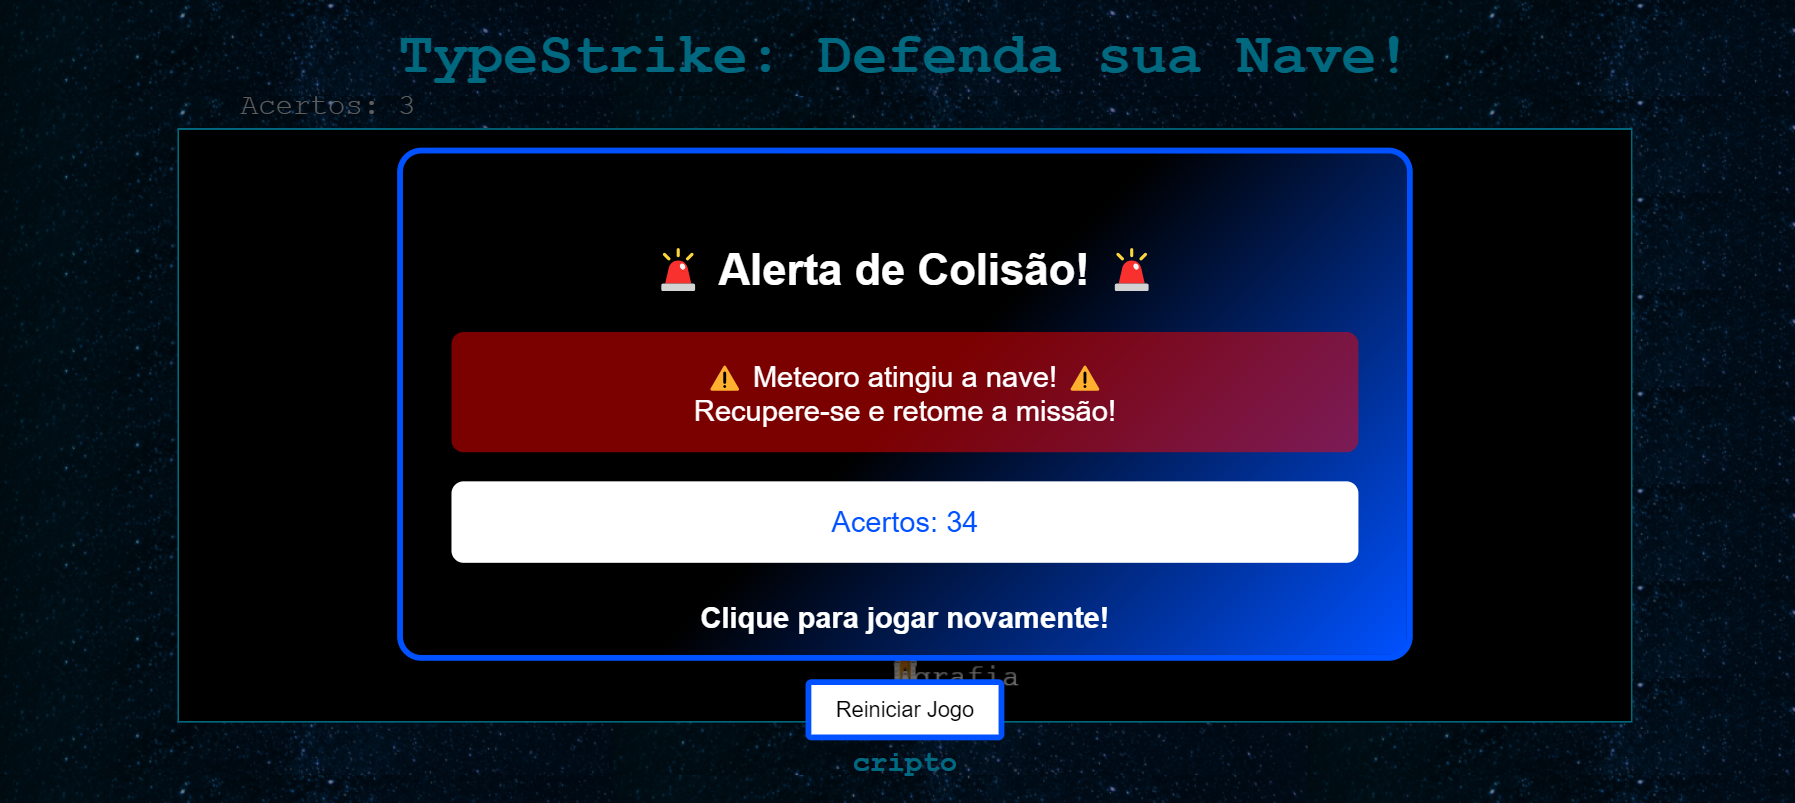 TypeStrike: Defenda sua Nave!
Acertos: 3
Alerta de Colisão!
Meteoro atingiu a nave!
Recupere-se e retome a missão!
Acertos: 34
Clique para jogar novamente!
grafia
Reiniciar Jogo
cripto